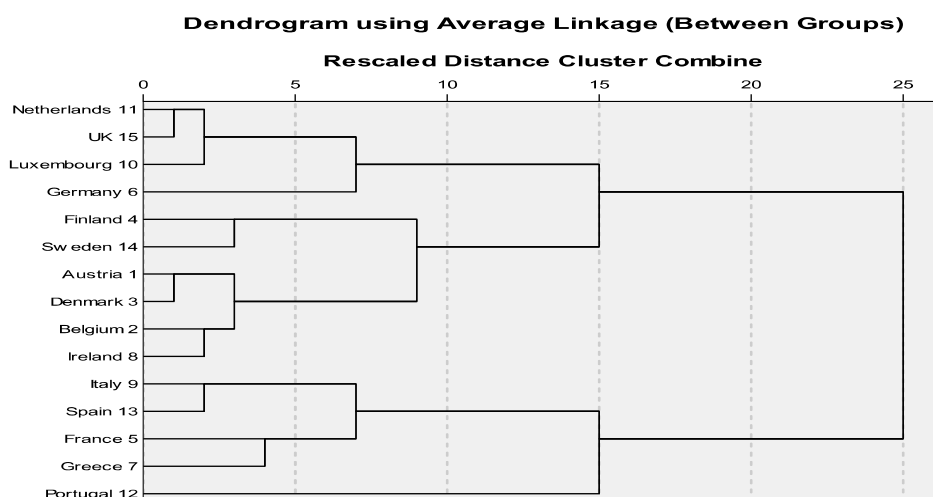 Dendrogram using Average Linkage (Between Groups)
Rescaled Distance Cluster Combine
0 5 10 15 20 25
Netherlands 11
UK 15
Luxembourg 10
Germany 6
Finland 4
Sweden 14
Austria 1
Denmark 3
Belgium 2
Ireland 8
Italy 9
Spain 13
France 5
Greece 7
Portugal 12